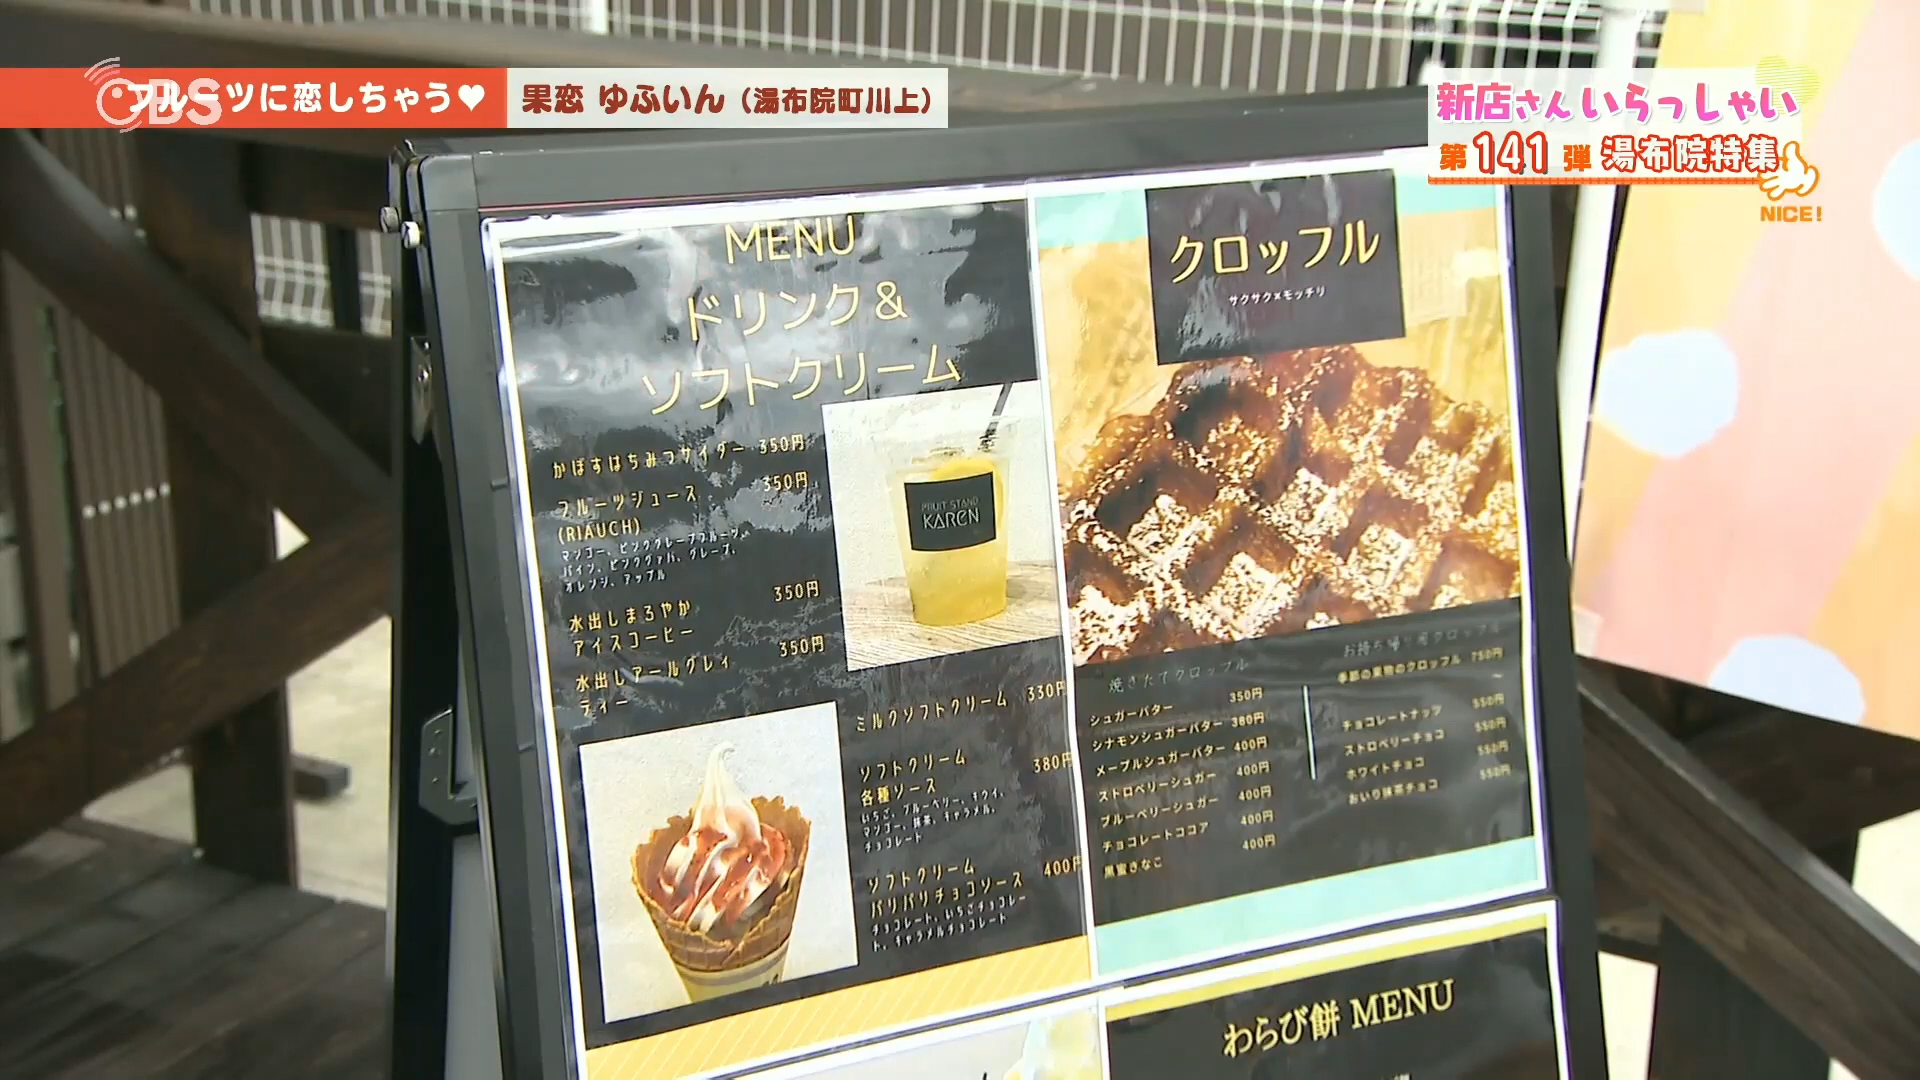 OBS
フルーツに恋しちゃう♥
果恋 ゆふいん（湯布院町川上）
新店さんいらっしゃい
第141弾 湯布院特集
NICE!
MENU
ドリンク＆
ソフトクリーム
かぼすはちみつサイダー 350円
フルーツジュース 350円
(RIAUCH)
マンゴー、ピンクグレープフルーツ、
パイン、ピンクグァバ、グレープ、
オレンジ、アップル
水出しまろやか 350円
アイスコーヒー
水出しアールグレイ 350円
ティー
FRUIT STAND
KAREN
ミルクソフトクリーム 330円
ソフトクリーム 380円
各種ソース
いちご、ブルーベリー、キウイ、
マンゴー、抹茶、キャラメル、
チョコレート
ソフトクリーム 400円
パリパリチョコソース
チョコレート、いちごチョコレー
ト、キャラメルチョコレート
クロッフル
サクサク×モッチリ
焼きたてクロッフル
シュガーバター 350円
シナモンシュガーバター 380円
メープルシュガーバター 400円
ストロベリーシュガー 400円
ブルーベリーシュガー 400円
チョコレートココア 400円
黒蜜きなこ 400円
お持ち帰り用クロッフル
季節の果物のクロッフル 750円
～
チョコレートナッツ 550円
ストロベリーチョコ 550円
ホワイトチョコ 550円
おいり抹茶チョコ 550円
わらび餅 MENU